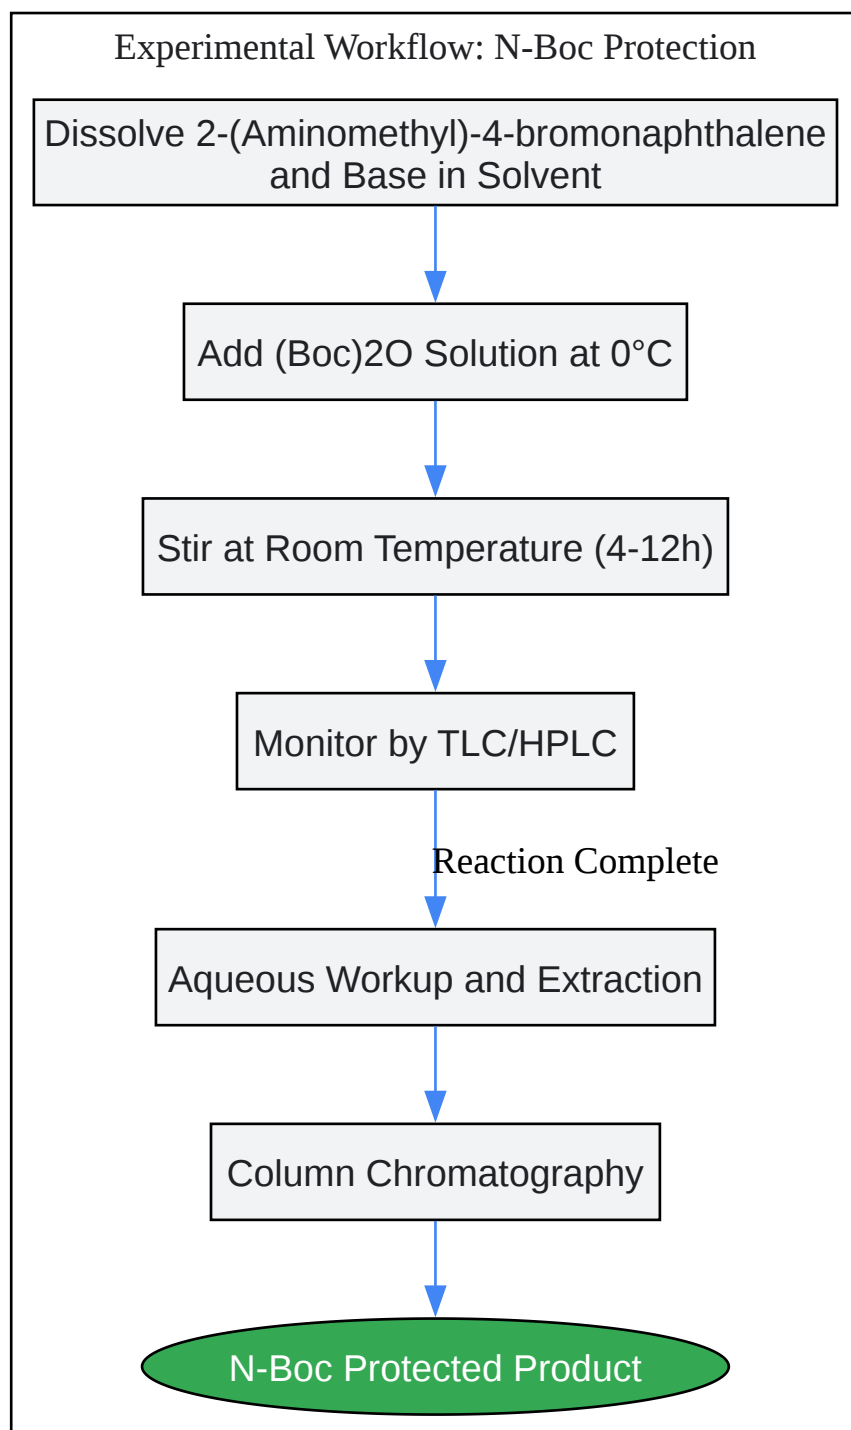 Experimental Workflow: N-Boc Protection
Dissolve 2-(Aminomethyl)-4-bromonaphthalene
and Base in Solvent
Add (Boc)2O Solution at 0°C
Stir at Room Temperature (4-12h)
Monitor by TLC/HPLC
Reaction Complete
Aqueous Workup and Extraction
Column Chromatography
N-Boc Protected Product